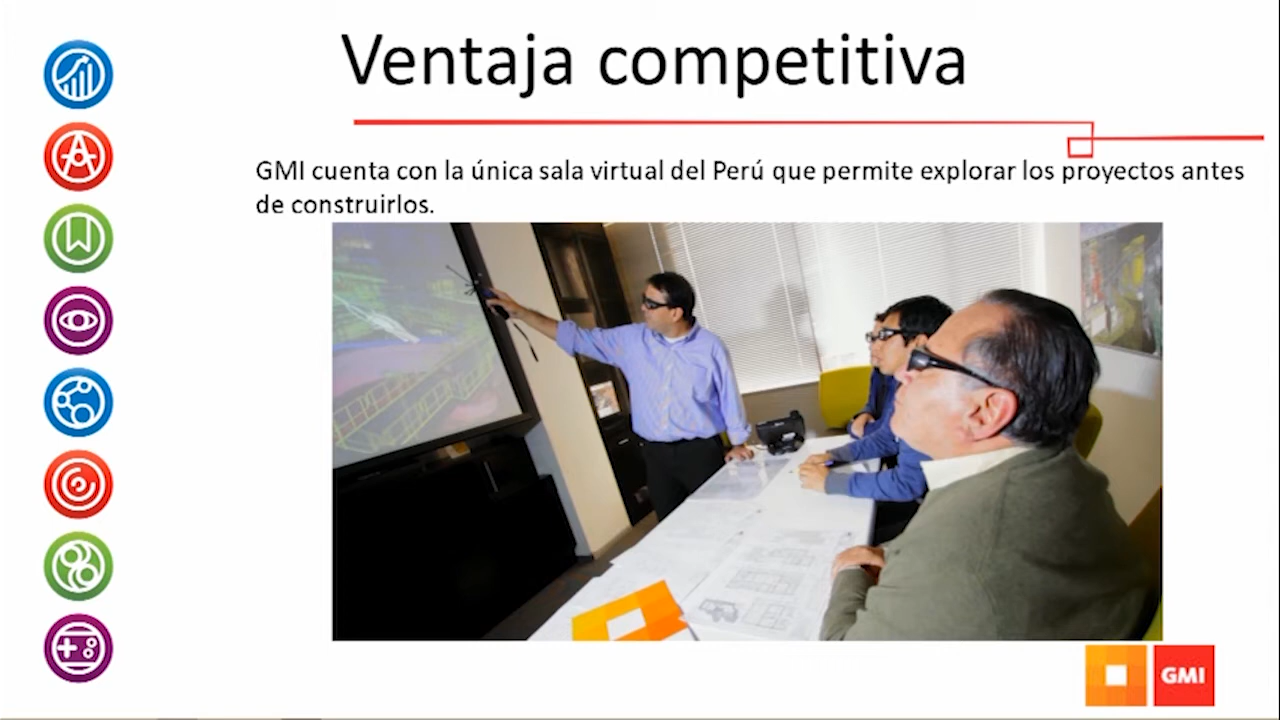 Ventaja competitiva
GMI cuenta con la única sala virtual del Perú que permite explorar los proyectos antes
de construirlos.
GMI